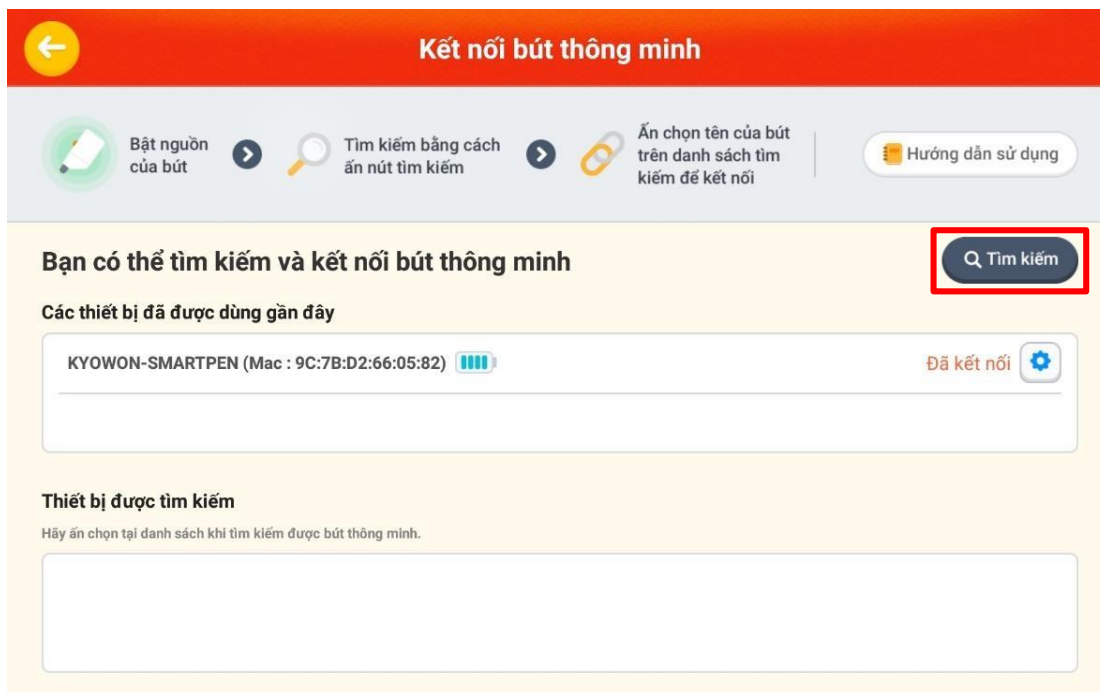 Kết nối bút thông minh
Bật nguồn
của bút
Tìm kiếm bằng cách
ấn nút tìm kiếm
Ấn chọn tên của bút
trên danh sách tìm
kiếm để kết nối
Hướng dẫn sử dụng
Bạn có thể tìm kiếm và kết nối bút thông minh
Tìm kiếm
Các thiết bị đã được dùng gần đây
KYOWON-SMARTPEN (Mac : 9C:7B:D2:66:05:82)
Đã kết nối
Thiết bị được tìm kiếm
Hãy ấn chọn tại danh sách khi tìm kiếm được bút thông minh.